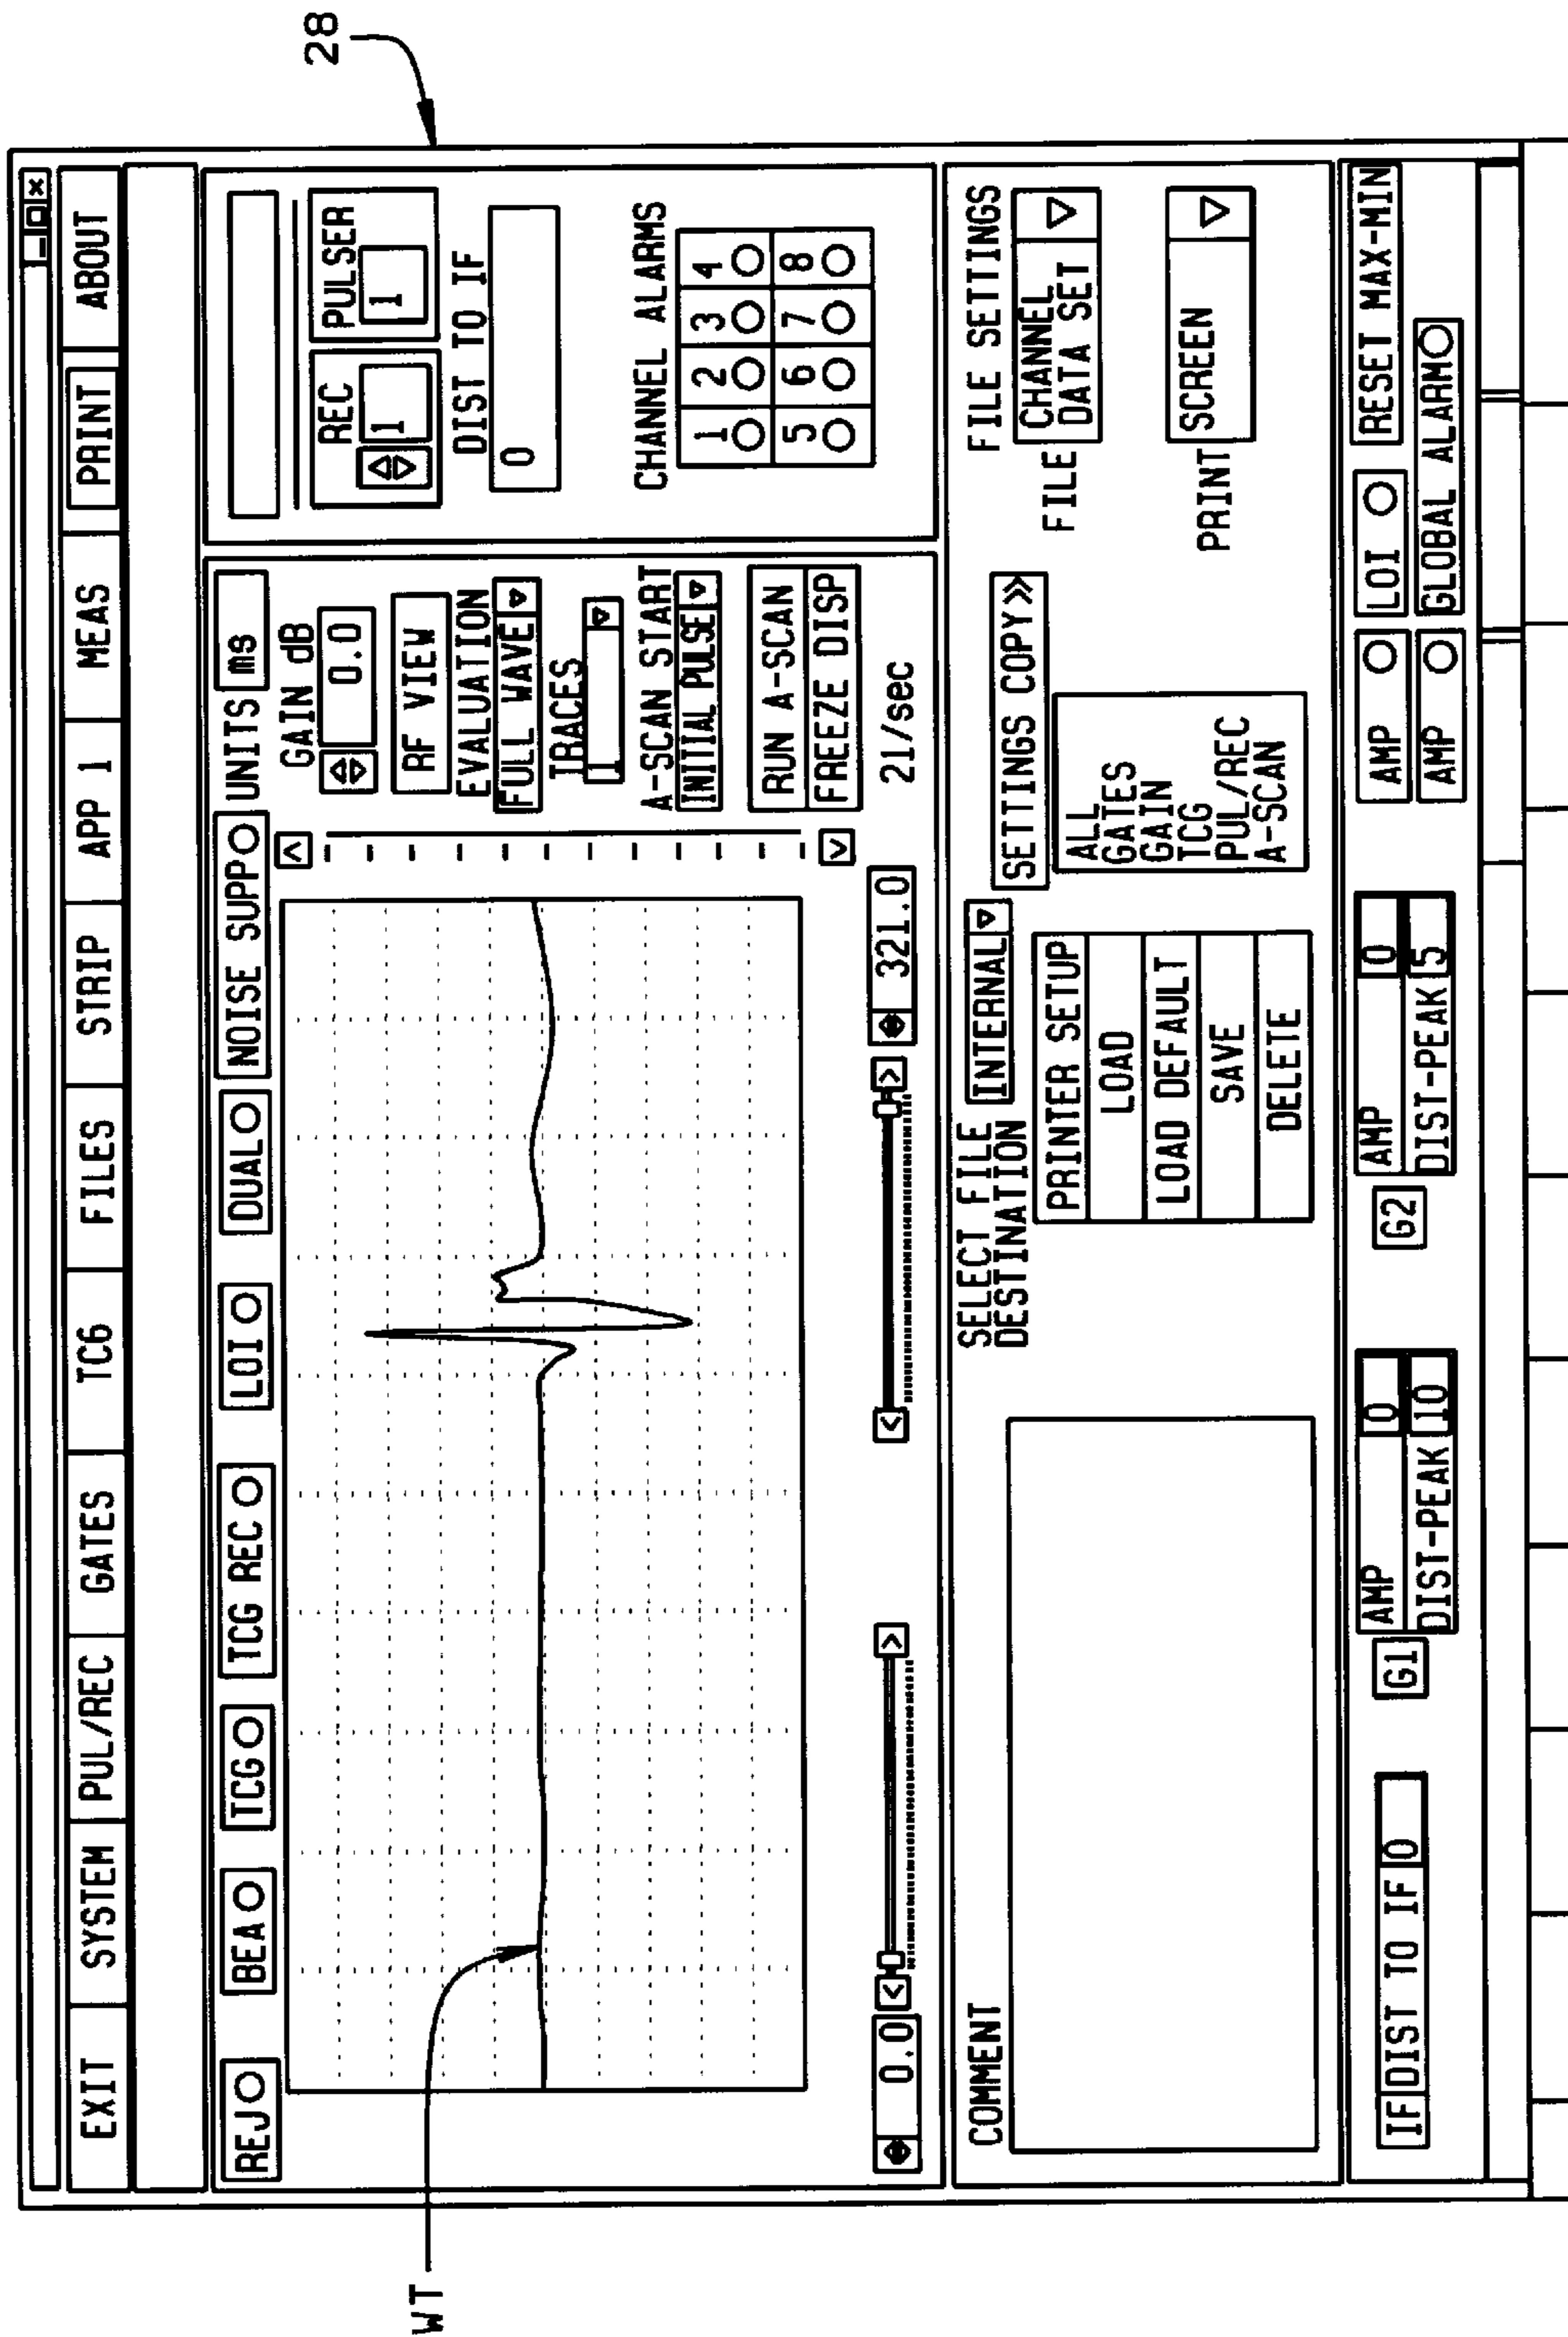 28
EXIT SYSTEM PUL/REC GATES TC6 FILES STRIP APP 1 MEAS PRINT ABOUT
REJ BEA TCG TCG REC LOI DUAL NOISE SUPP UNITS ms
GAIN dB
0.0
RF VIEW
EVALUATION
FULL WAVE
TRACES
1
A-SCAN START
INITIAL PULSE
RUN A-SCAN
FREEZE DISP
21/sec
WT
0.0
321.0
REC
1
PULSER
1
DIST TO IF
0
CHANNEL ALARMS
1 2 3 4
5 6 7 8
COMMENT
SELECT FILE
DESTINATION
INTERNAL
PRINTER SETUP
LOAD
LOAD DEFAULT
SAVE
DELETE
SETTINGS COPY»
ALL
GATES
GAIN
TCG
PUL/REC
A-SCAN
FILE SETTINGS
FILE
CHANNEL
DATA SET
PRINT
SCREEN
IF DIST TO IF 0
G1
AMP 0
DIST-PEAK 10
G2
AMP 0
DIST-PEAK 5
AMP LOI RESET MAX-MIN
AMP GLOBAL ALARM